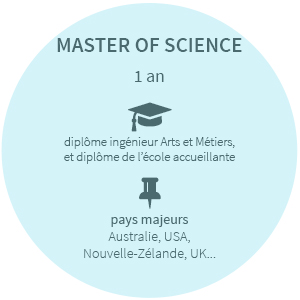 MASTER OF SCIENCE
1 an
diplôme ingénieur Arts et Métiers,
et diplôme de l'école accueillante
pays majeurs
Australie, USA,
Nouvelle-Zélande, UK...